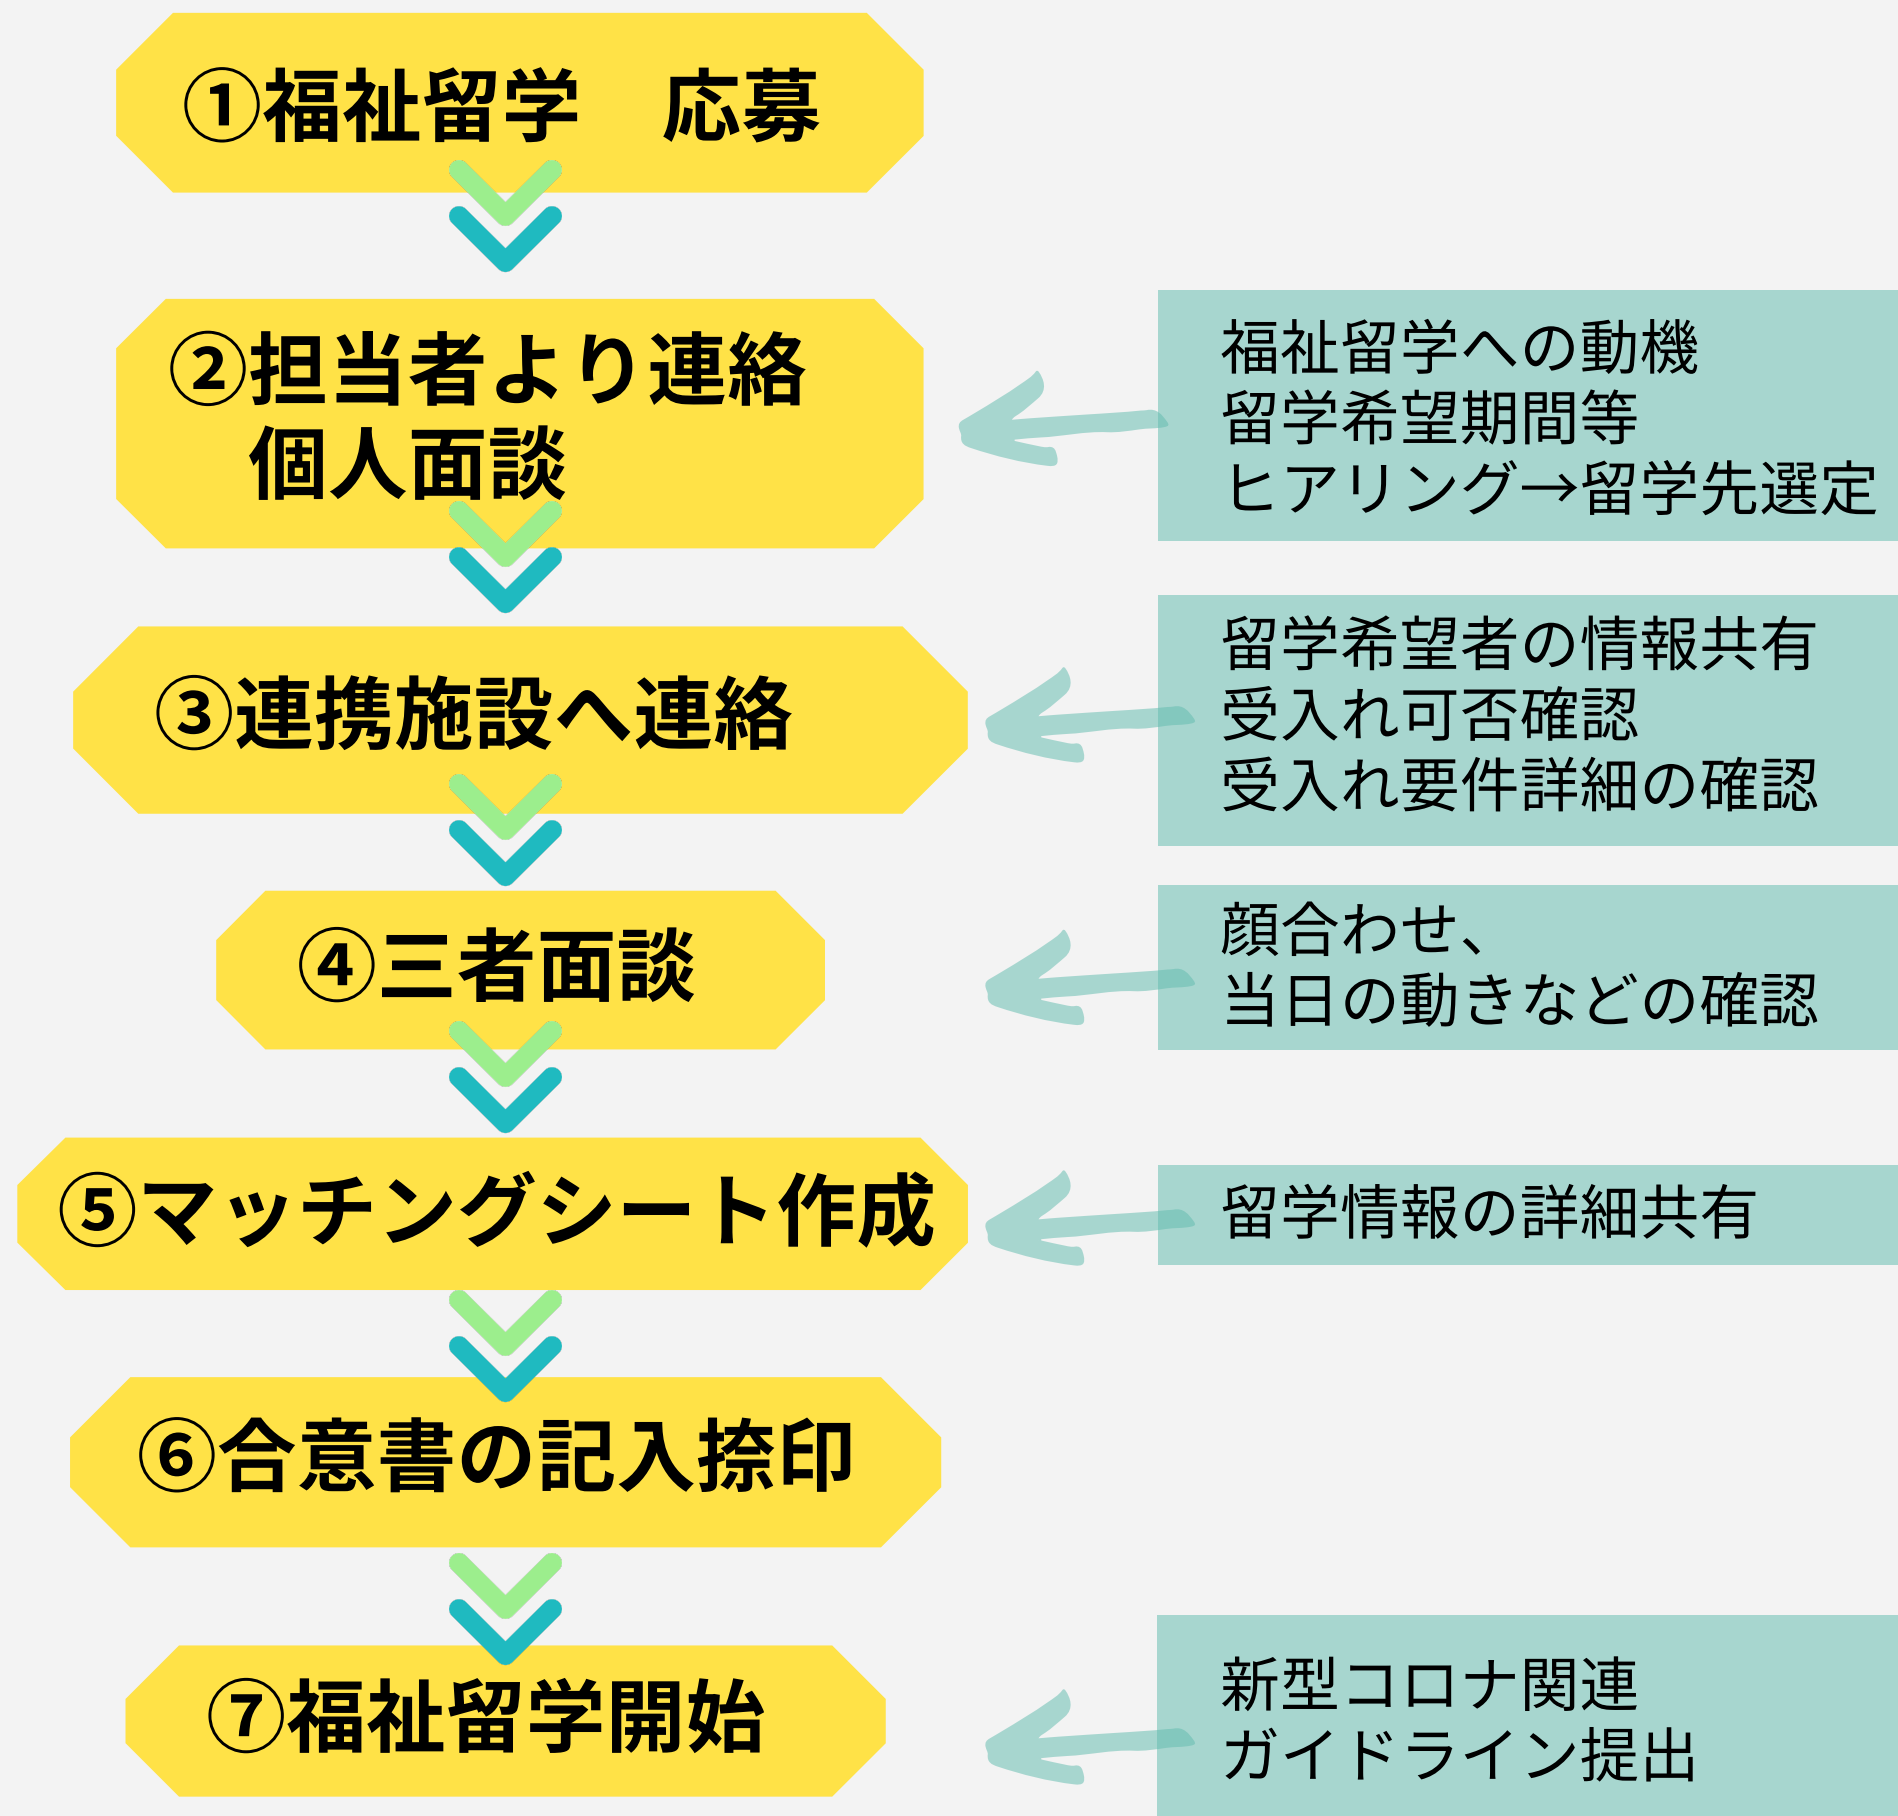 ①福祉留学　応募
②担当者より連絡
個人面談
福祉留学への動機
留学希望期間等
ヒアリング→留学先選定
③連携施設へ連絡
留学希望者の情報共有
受入れ可否確認
受入れ要件詳細の確認
④三者面談
顔合わせ、
当日の動きなどの確認
⑤マッチングシート作成
留学情報の詳細共有
⑥合意書の記入捺印
⑦福祉留学開始
新型コロナ関連
ガイドライン提出